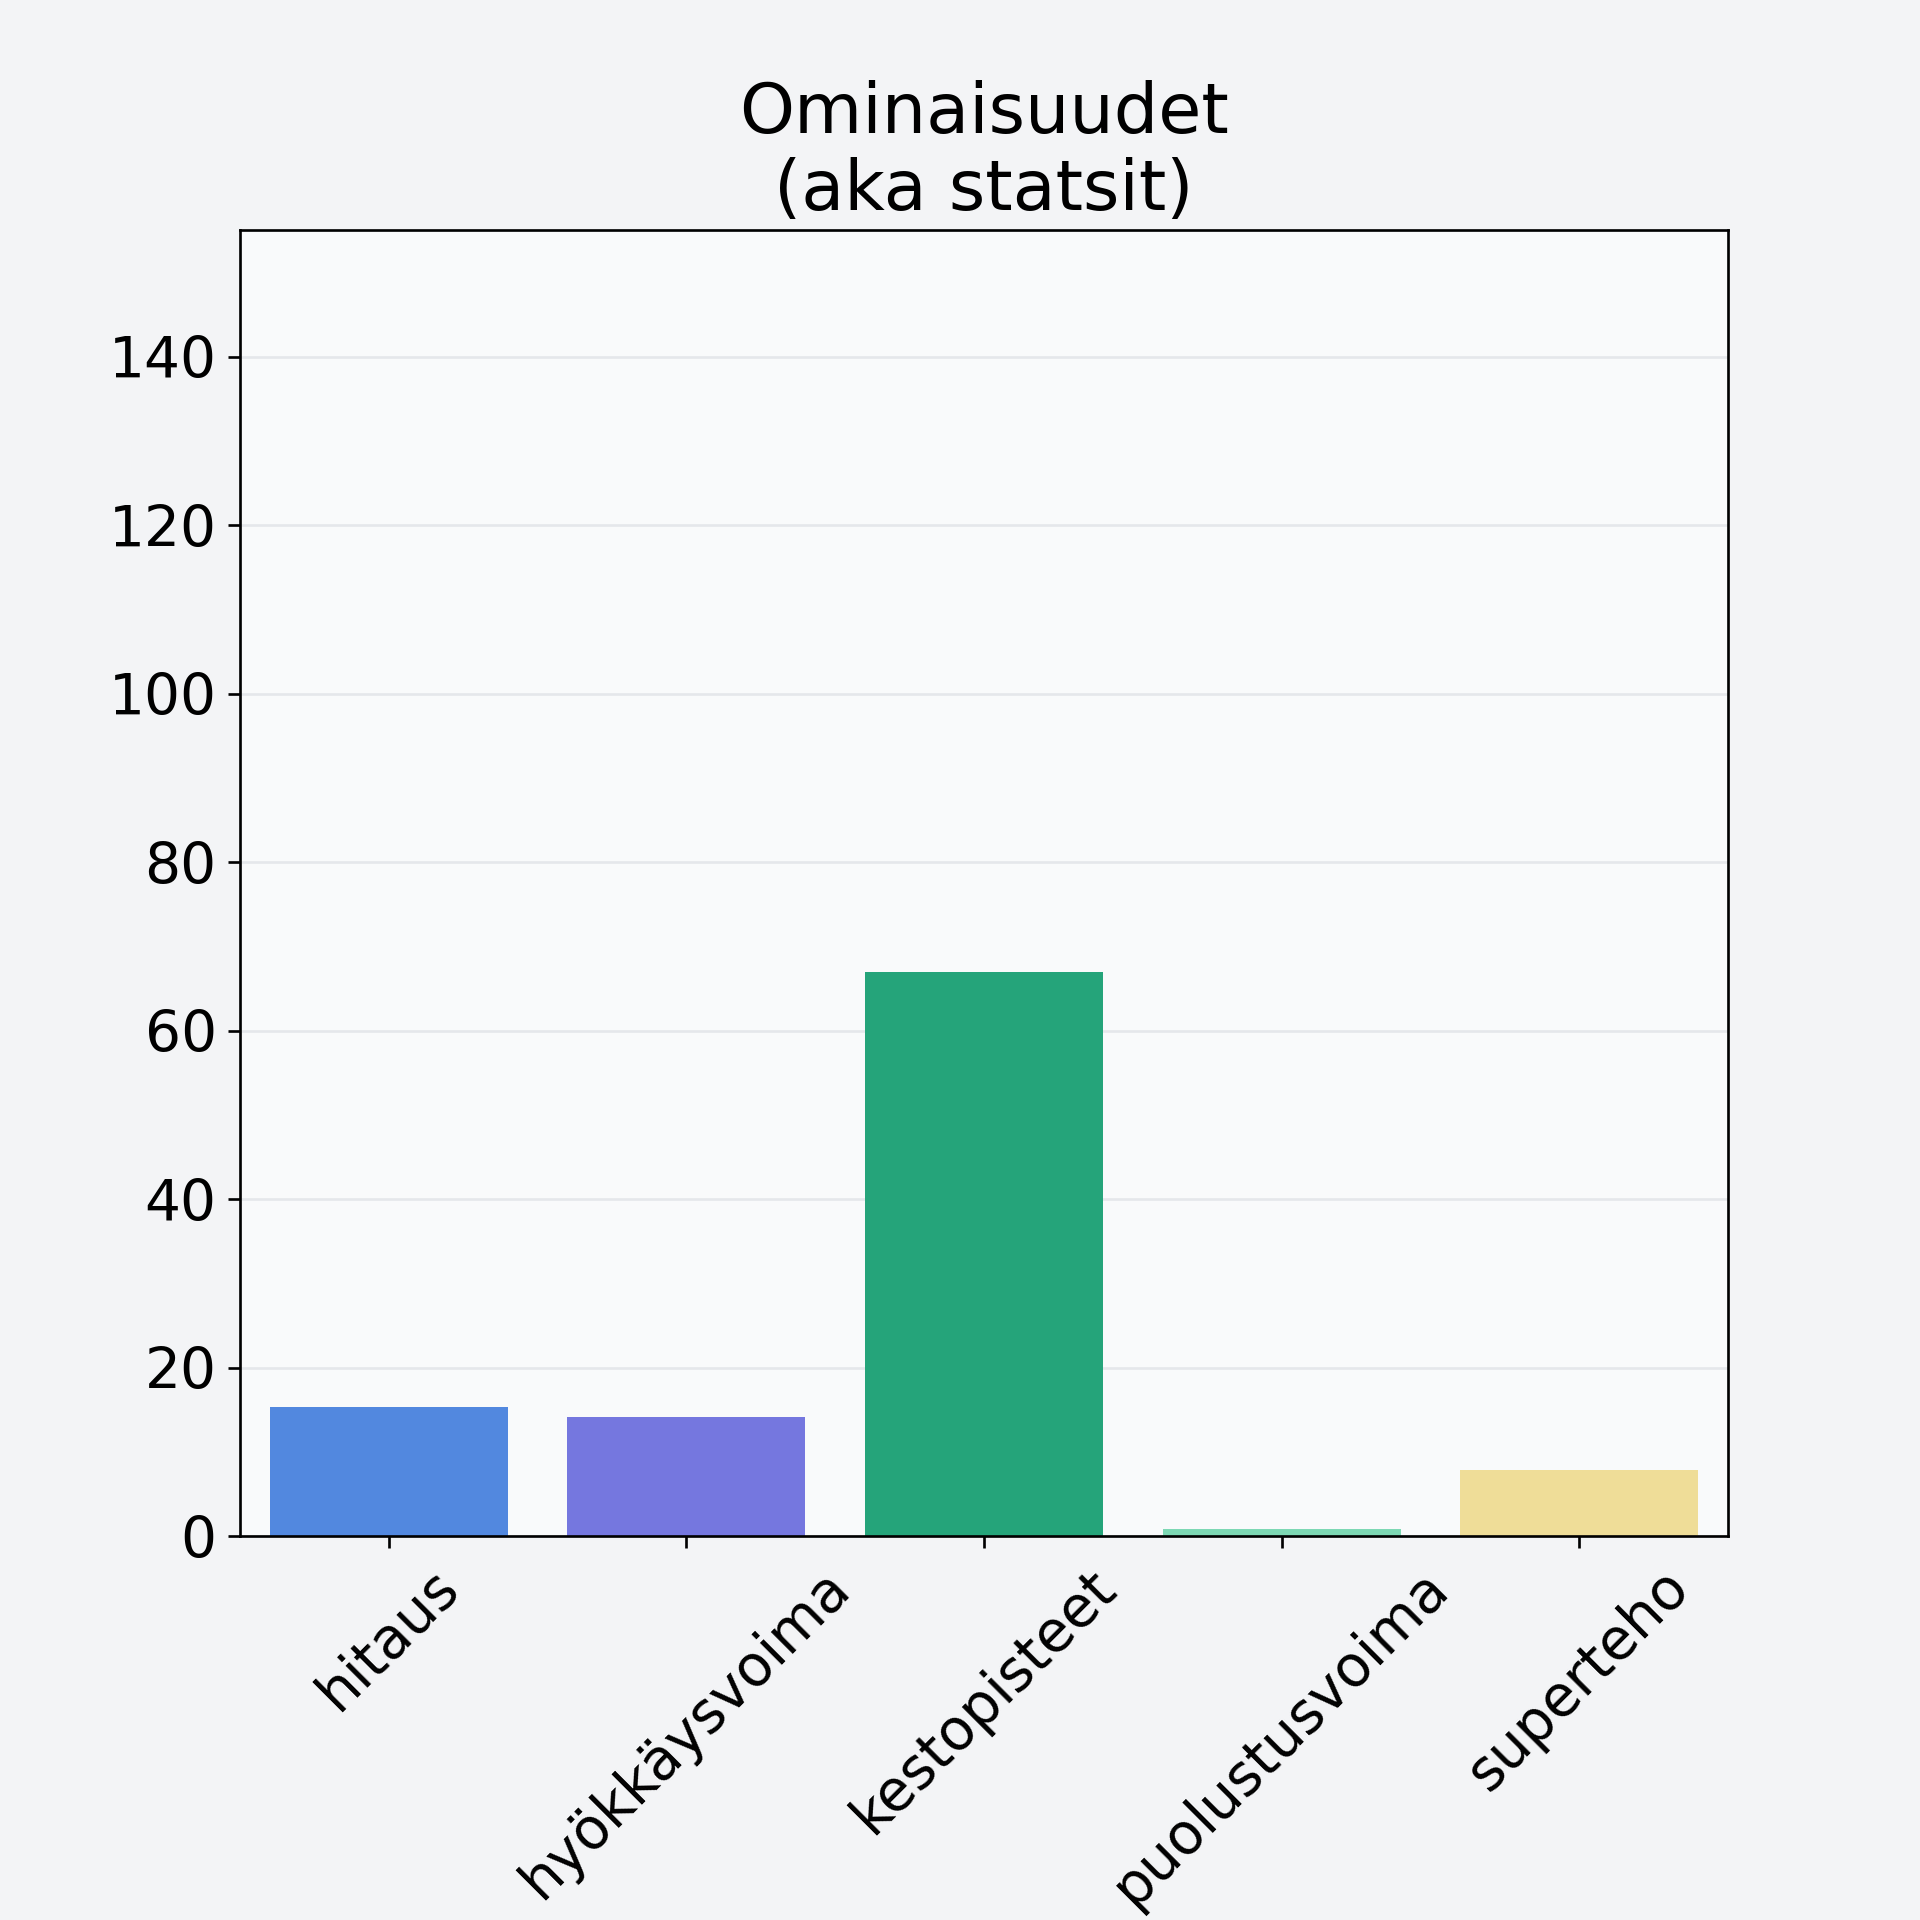 Ominaisuudet
(aka statsit)
140
120
100
80
60
40
20
0
hitaus
hyökkäysvoima
kestopisteet
puolustusvoima
superteho